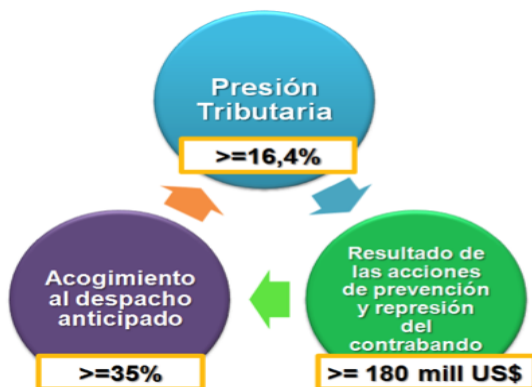 Presión
Tributaria
>=16,4%
Acogimiento
al despacho
anticipado
>=35%
Resultado de
las acciones
de prevención
y represión
del
contrabando
>= 180 mill US$